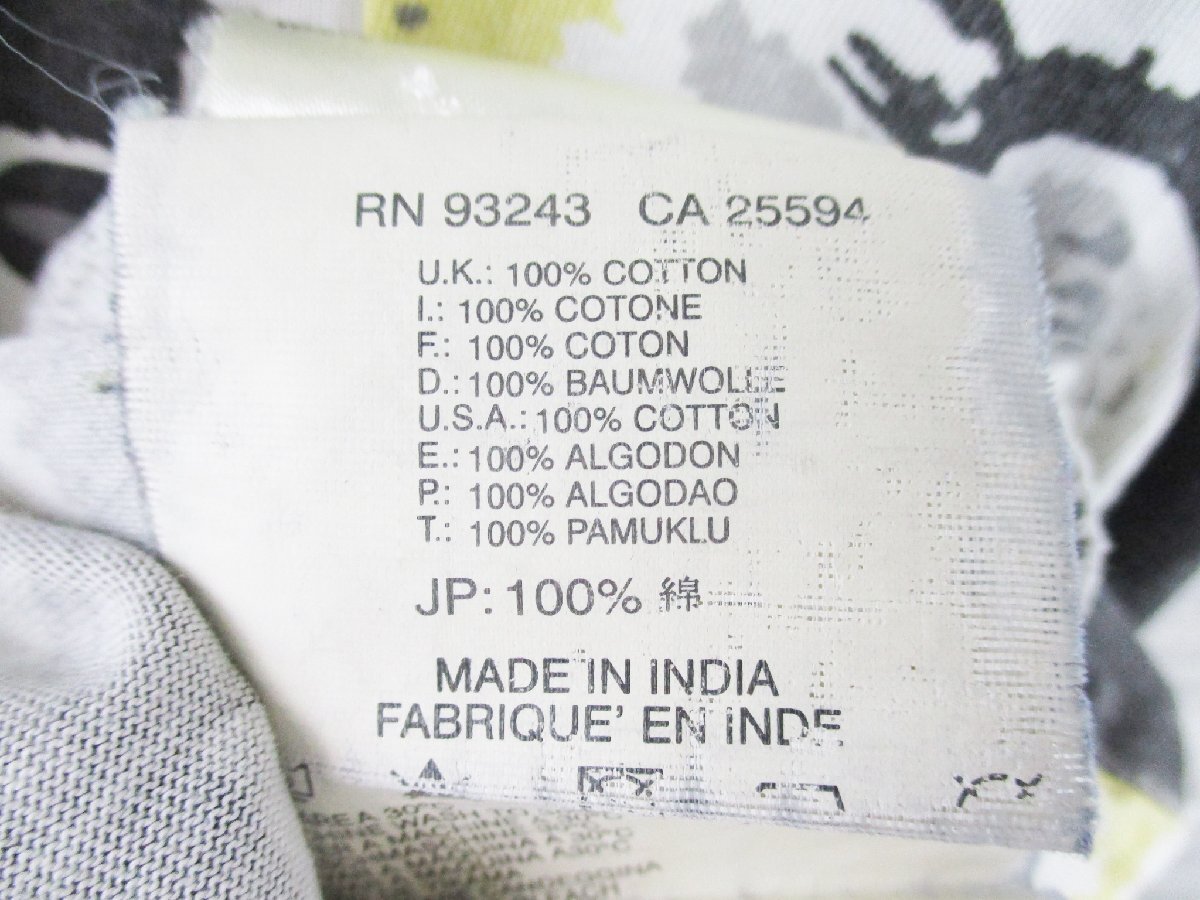 RN 93243 CA 25594
U.K.: 100% COTTON
I.: 100% COTONE
F.: 100% COTON
D.: 100% BAUMWOLLE
U.S.A.: 100% COTTON
E.: 100% ALGODON
P.: 100% ALGODAO
T.: 100% PAMUKLU
JP: 100% 綿
MADE IN INDIA
FABRIQUE' EN INDE